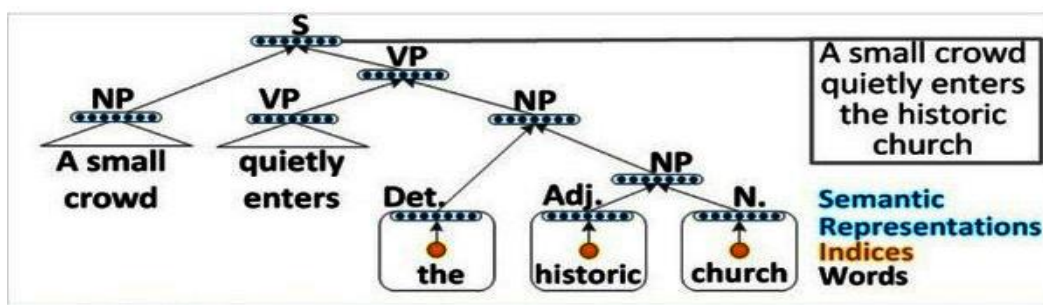 S
VP
NP
VP
NP
A small
crowd
quietly
enters
NP
Det.
Adj.
N.
the
historic
church
A small crowd
quietly enters
the historic
church
Semantic
Representations
Indices
Words